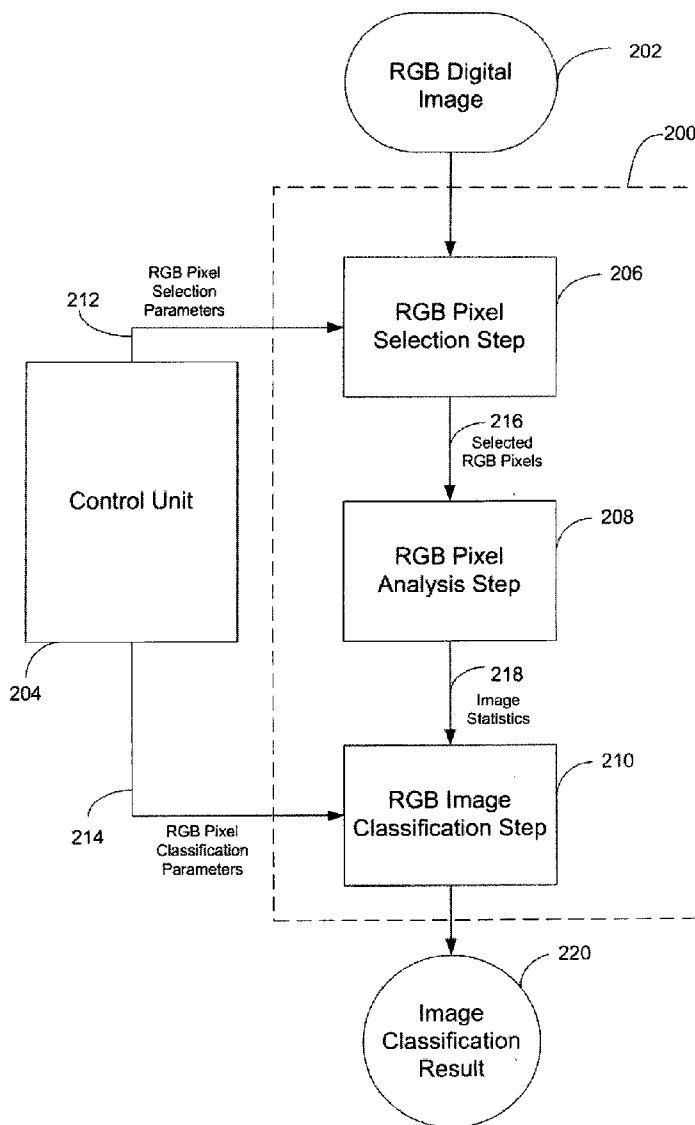 RGB Digital
Image
202
200
RGB Pixel
Selection
Parameters
212
206
RGB Pixel
Selection Step
216
Selected
RGB Pixels
Control Unit
208
RGB Pixel
Analysis Step
204
218
Image
Statistics
210
RGB Image
Classification Step
214
RGB Pixel
Classification
Parameters
220
Image
Classification
Result